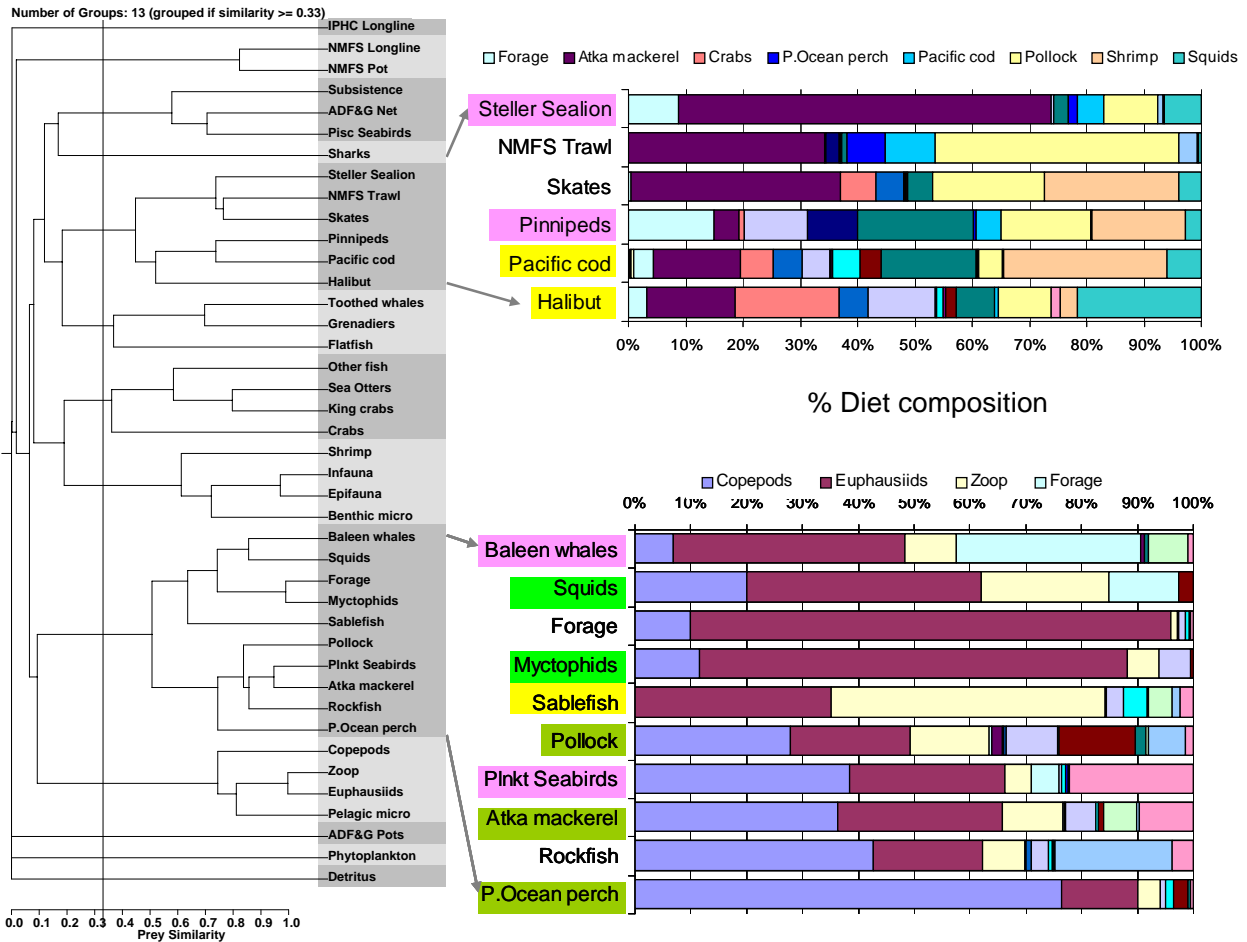 Number of Groups: 13 (grouped if similarity >= 0.33)
IPHC Longline
NMFS Longline
NMFS Pot
Subsistence
ADF&G Net
Pisc Seabirds
Sharks
Steller Sealion
NMFS Trawl
Skates
Pinnipeds
Pacific cod
Halibut
Toothed whales
Grenadiers
Flatfish
Other fish
Sea Otters
King crabs
Crabs
Shrimp
Infauna
Epifauna
Benthic micro
Baleen whales
Squids
Forage
Myctophids
Sablefish
Pollock
Plnkt Seabirds
Atka mackerel
Rockfish
P.Ocean perch
Copepods
Zoop
Euphausiids
Pelagic micro
ADF&G Pots
Phytoplankton
Detritus
0.0 0.1 0.2 0.3 0.4 0.5 0.6 0.7 0.8 0.9 1.0
Prey Similarity
Forage Atka mackerel Crabs P.Ocean perch Pacific cod Pollock Shrimp Squids
Steller Sealion
NMFS Trawl
Skates
Pinnipeds
Pacific cod
Halibut
0% 10% 20% 30% 40% 50% 60% 70% 80% 90% 100%
% Diet composition
Copepods Euphausiids Zoop Forage
0% 10% 20% 30% 40% 50% 60% 70% 80% 90% 100%
Baleen whales
Squids
Forage
Myctophids
Sablefish
Pollock
Plnkt Seabirds
Atka mackerel
Rockfish
P.Ocean perch